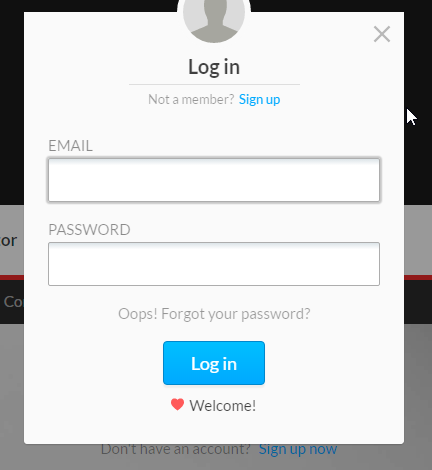 Log in
Not a member? Sign up
EMAIL
PASSWORD
Oops! Forgot your password?
Log in
Welcome!
Don't have an account? Sign up now